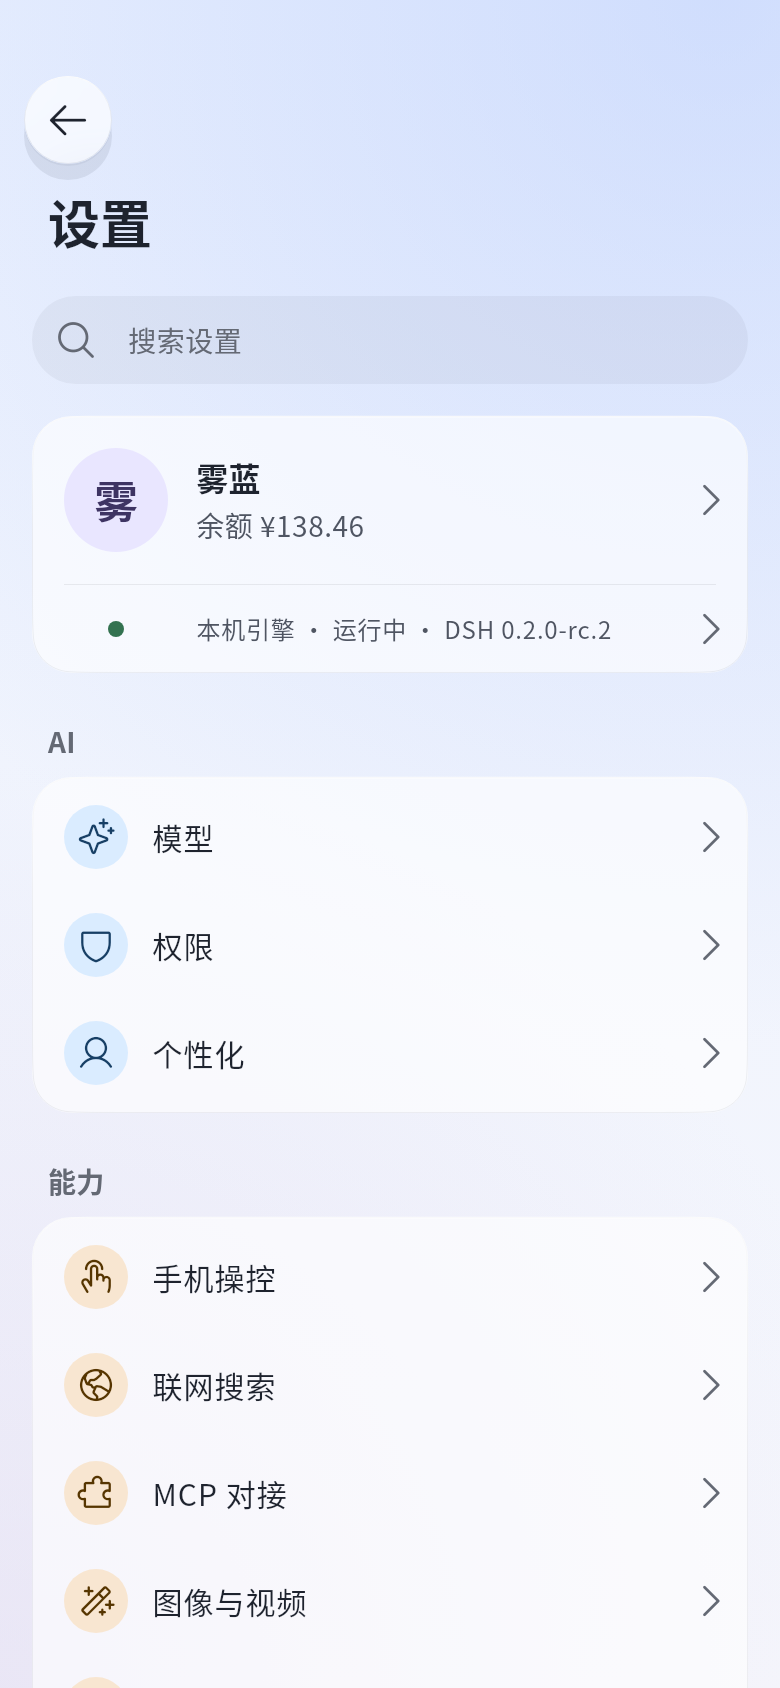 设置
搜索设置
雾
雾蓝
余额 ¥138.46
本机引擎 · 运行中 · DSH 0.2.0-rc.2
AI
模型
权限
个性化
能力
手机操控
联网搜索
MCP 对接
图像与视频